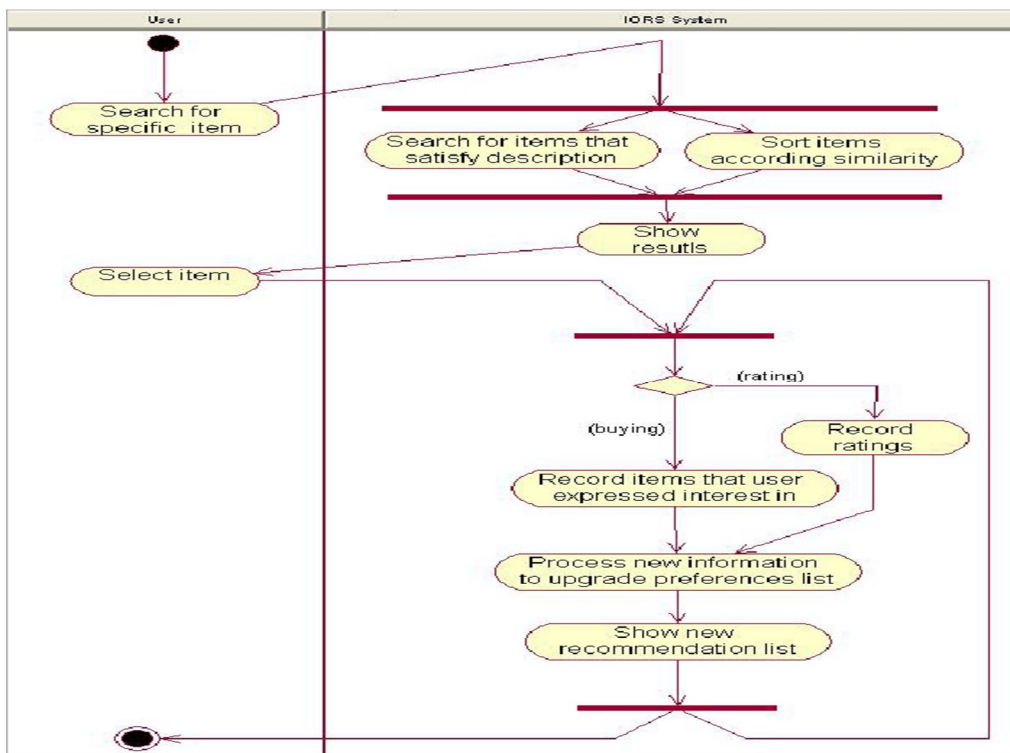 User
IORS System
Search for
specific item
Search for items that
satisfy description
Sort items
according similarity
Show
resutls
Select item
(rating)
(buying)
Record
ratings
Record items that user
expressed interest in
Process new information
to upgrade preferences list
Show new
recommendation list